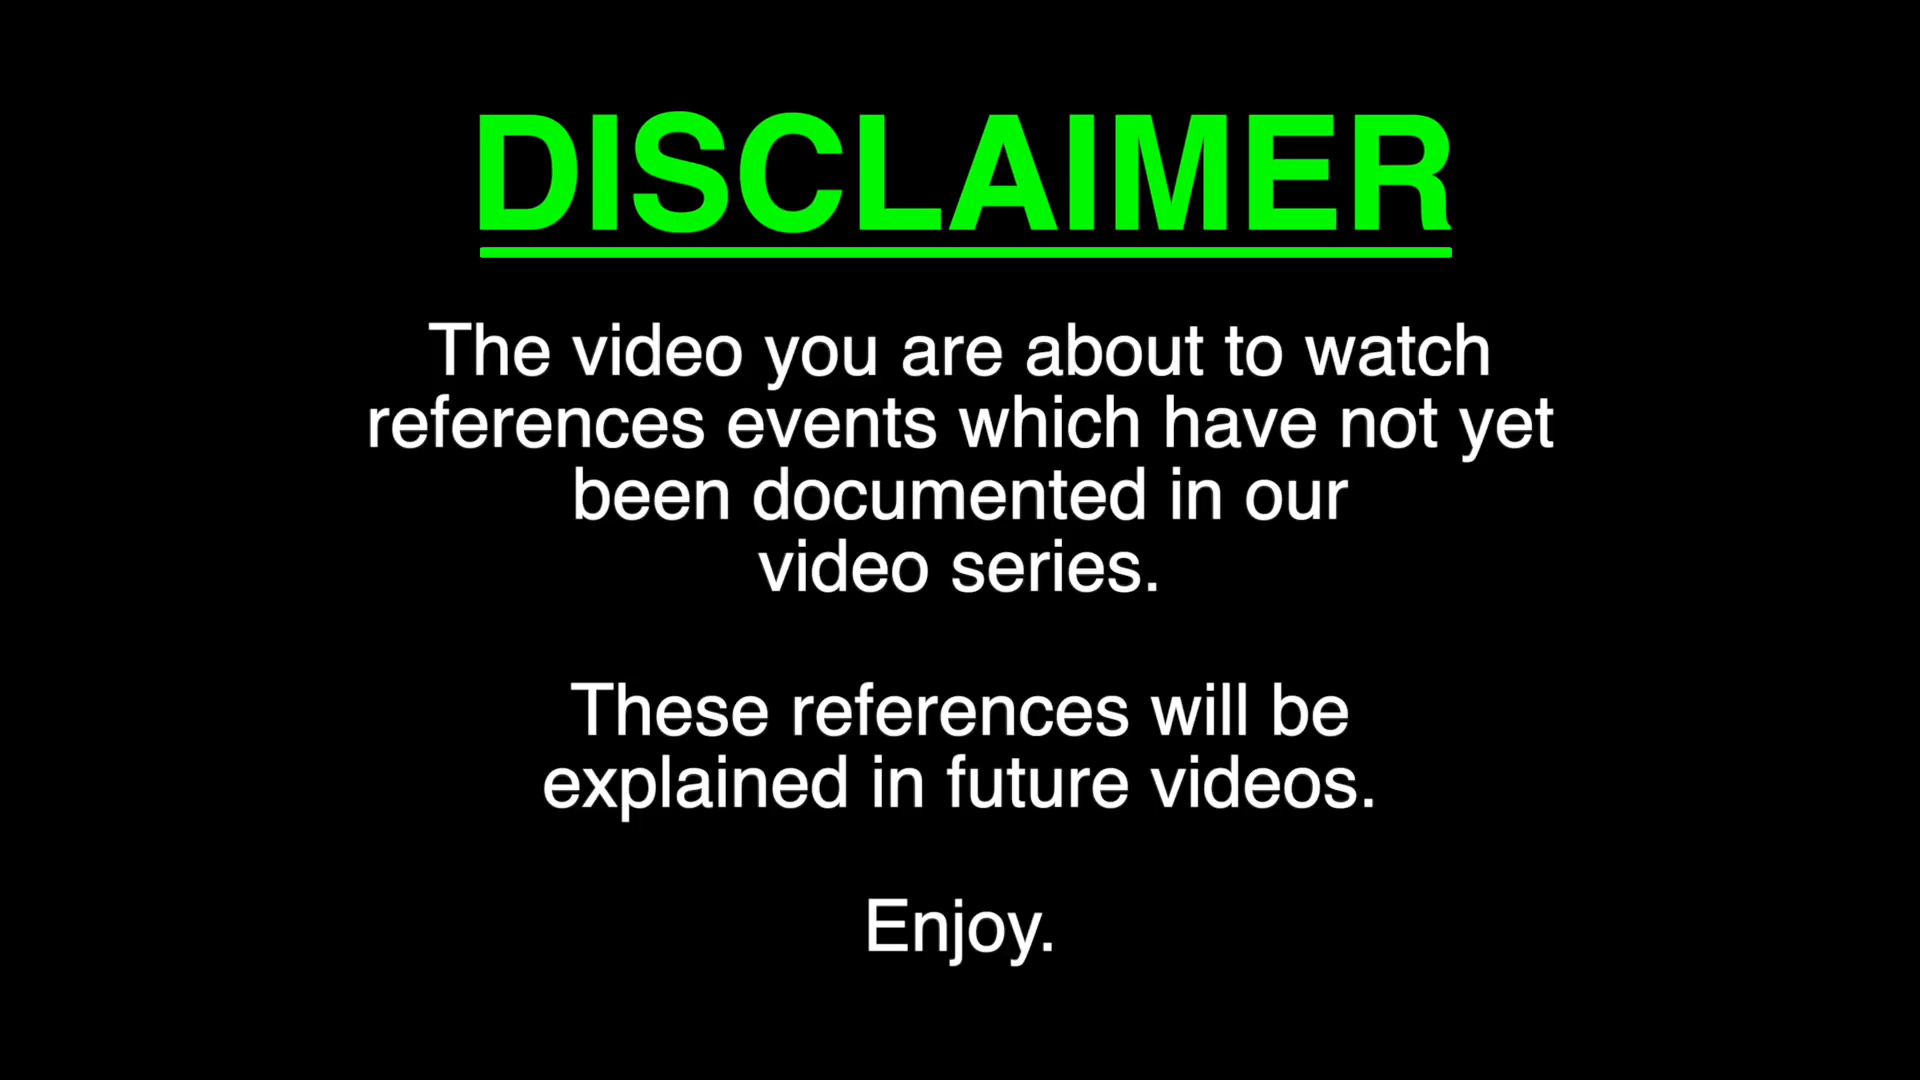 DISCLAIMER
The video you are about to watch
references events which have not yet
been documented in our
video series.
These references will be
explained in future videos.
Enjoy.